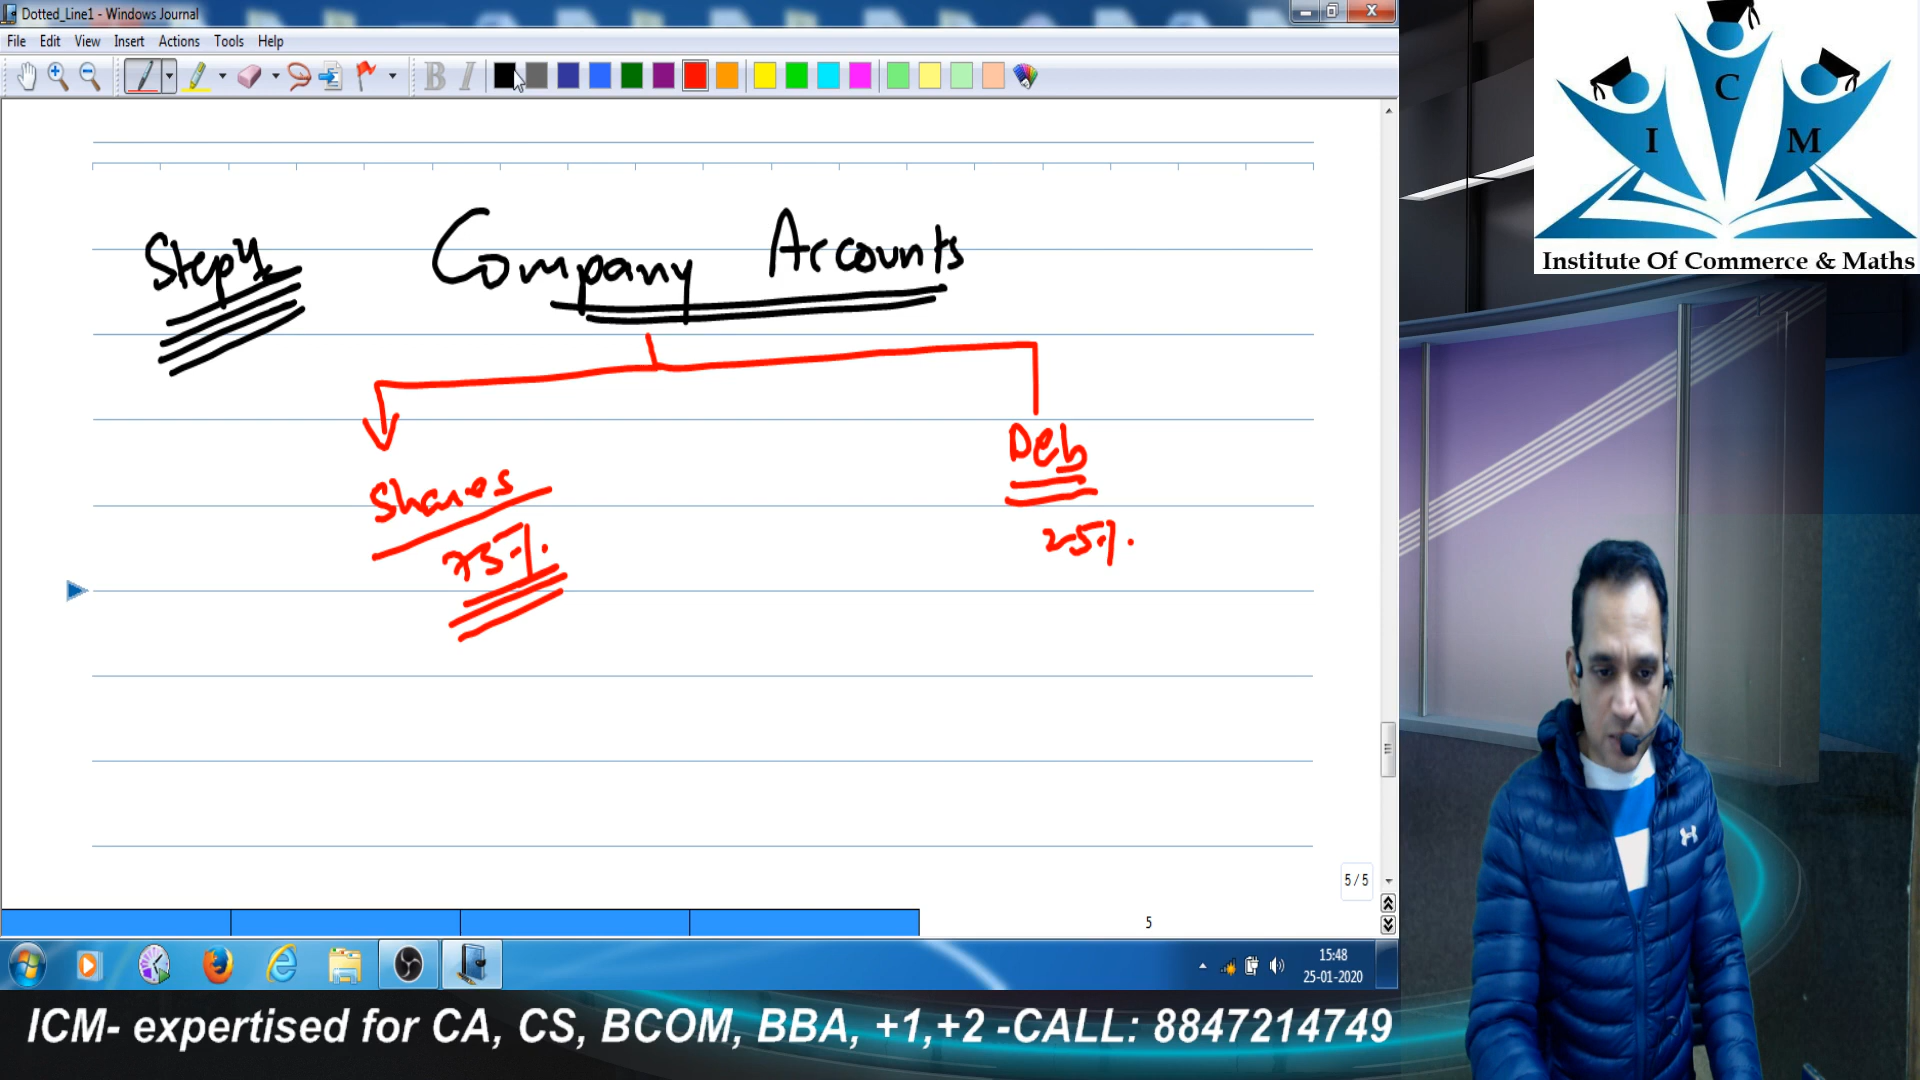 Dotted_Line1 - Windows Journal
File Edit View Insert Actions Tools Help
B I
I C M
Institute Of Commerce & Maths
Step 4 Company Accounts
Shares
75%.
Deb
25%.
5 / 5
5
15:48
25-01-2020
ICM- expertised for CA, CS, BCOM, BBA, +1,+2 -CALL: 8847214749